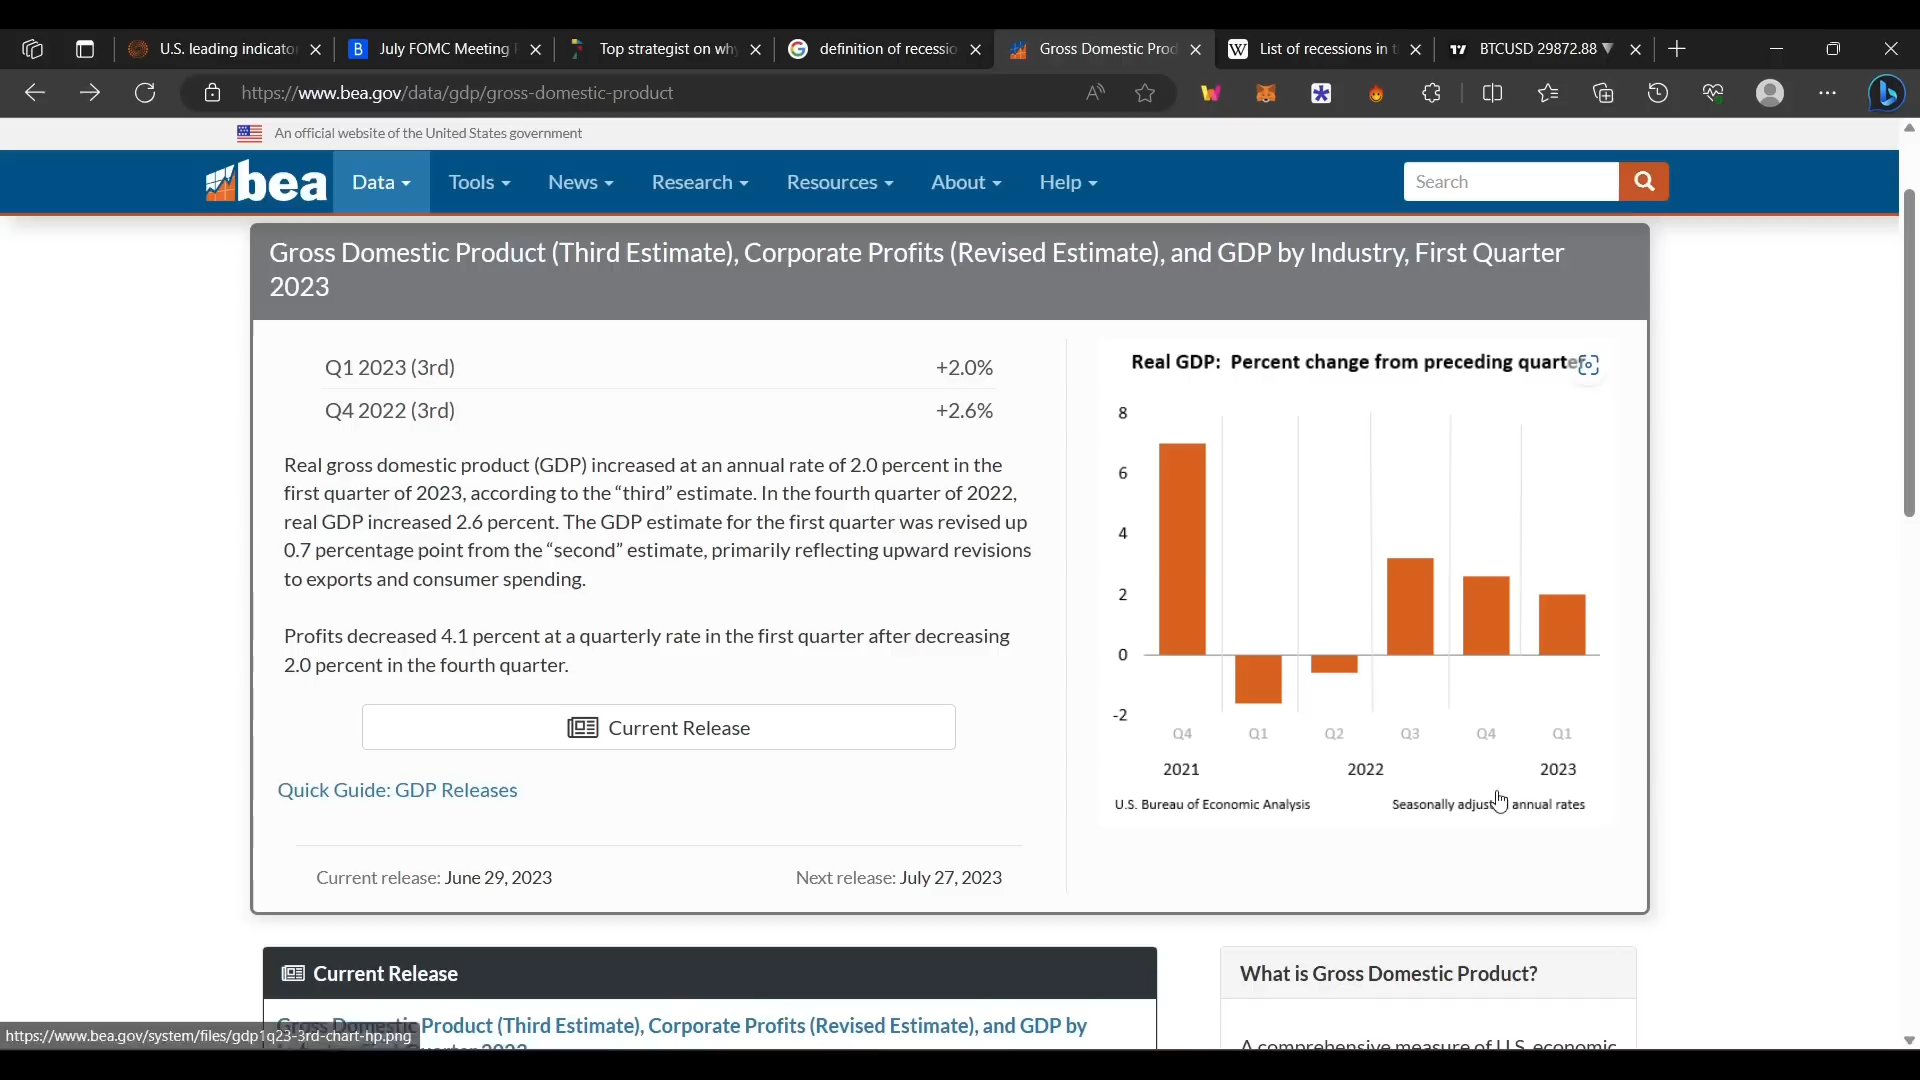 U.S. leading indicato
July FOMC Meeting
Top strategist on wh
definition of recessio
Gross Domestic Prod
List of recessions in t
BTCUSD 29872.88
https://www.bea.gov/data/gdp/gross-domestic-product
An official website of the United States government
bea Data Tools News Research Resources About Help Search
Gross Domestic Product (Third Estimate), Corporate Profits (Revised Estimate), and GDP by Industry, First Quarter
2023
Q1 2023 (3rd) +2.0%
Q4 2022 (3rd) +2.6%
Real gross domestic product (GDP) increased at an annual rate of 2.0 percent in the
first quarter of 2023, according to the “third” estimate. In the fourth quarter of 2022,
real GDP increased 2.6 percent. The GDP estimate for the first quarter was revised up
0.7 percentage point from the “second” estimate, primarily reflecting upward revisions
to exports and consumer spending.
Profits decreased 4.1 percent at a quarterly rate in the first quarter after decreasing
2.0 percent in the fourth quarter.
Current Release
Quick Guide: GDP Releases
Current release: June 29, 2023
Next release: July 27, 2023
Real GDP: Percent change from preceding quarter
8
6
4
2
0
-2
Q4 Q1 Q2 Q3 Q4 Q1
2021 2022 2023
U.S. Bureau of Economic Analysis
Seasonally adjust annual rates
Current Release
Gross Domestic Product (Third Estimate), Corporate Profits (Revised Estimate), and GDP by
What is Gross Domestic Product?
A comprehensive measure of U.S. economic
https://www.bea.gov/system/files/gdp1q23-3rd-chart-hp.png